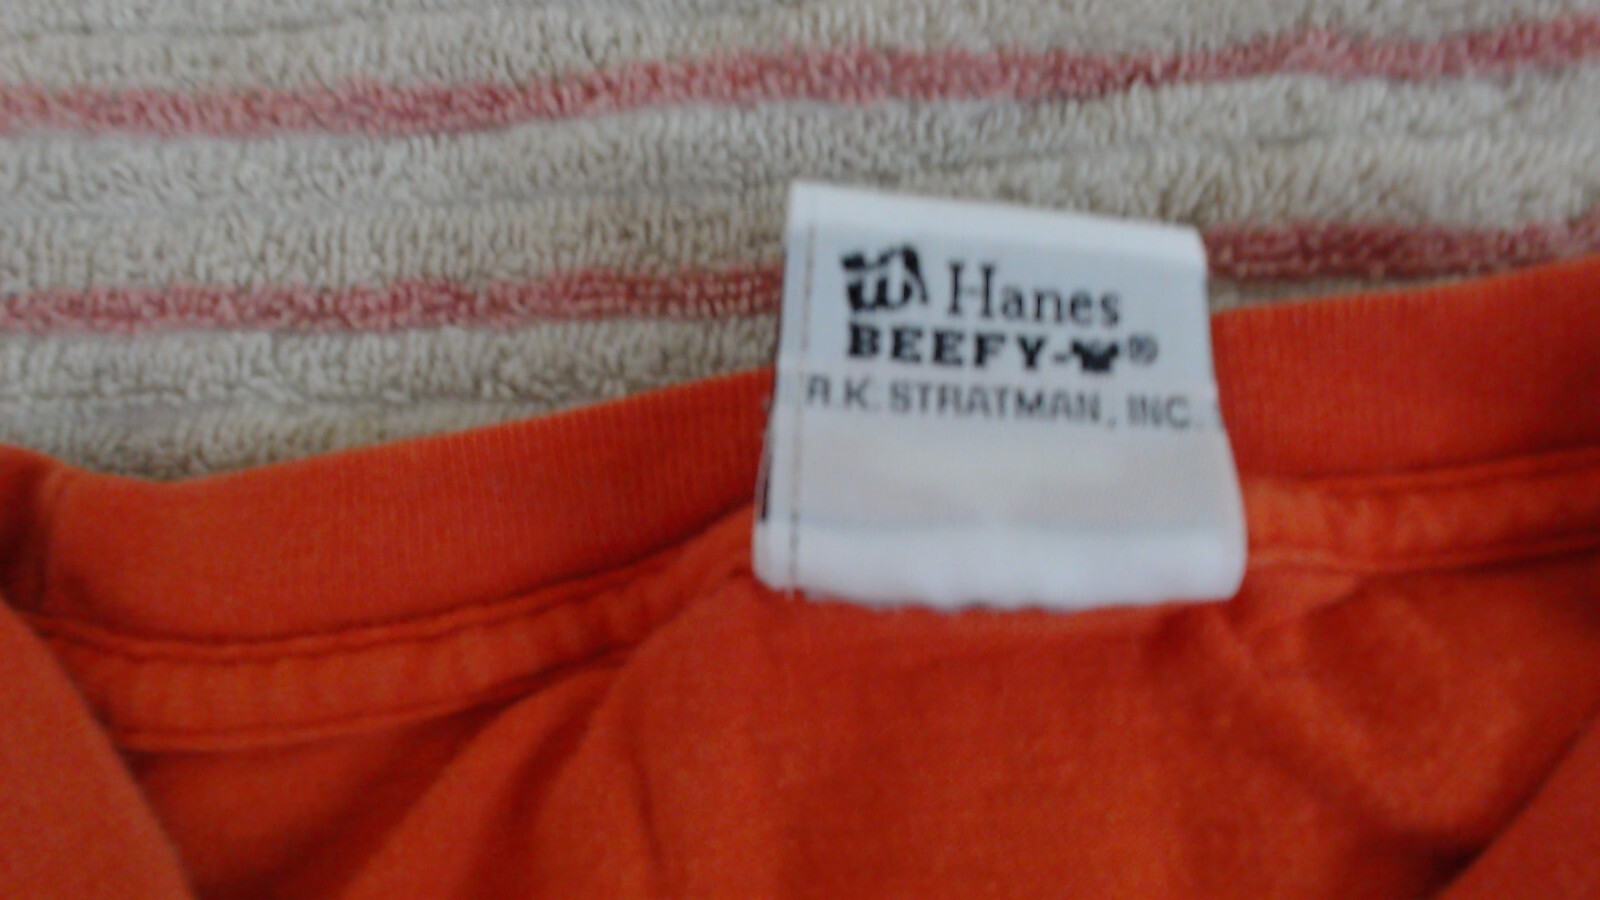 Hanes
BEEFY-T®
R.K. STRATMAN, INC.